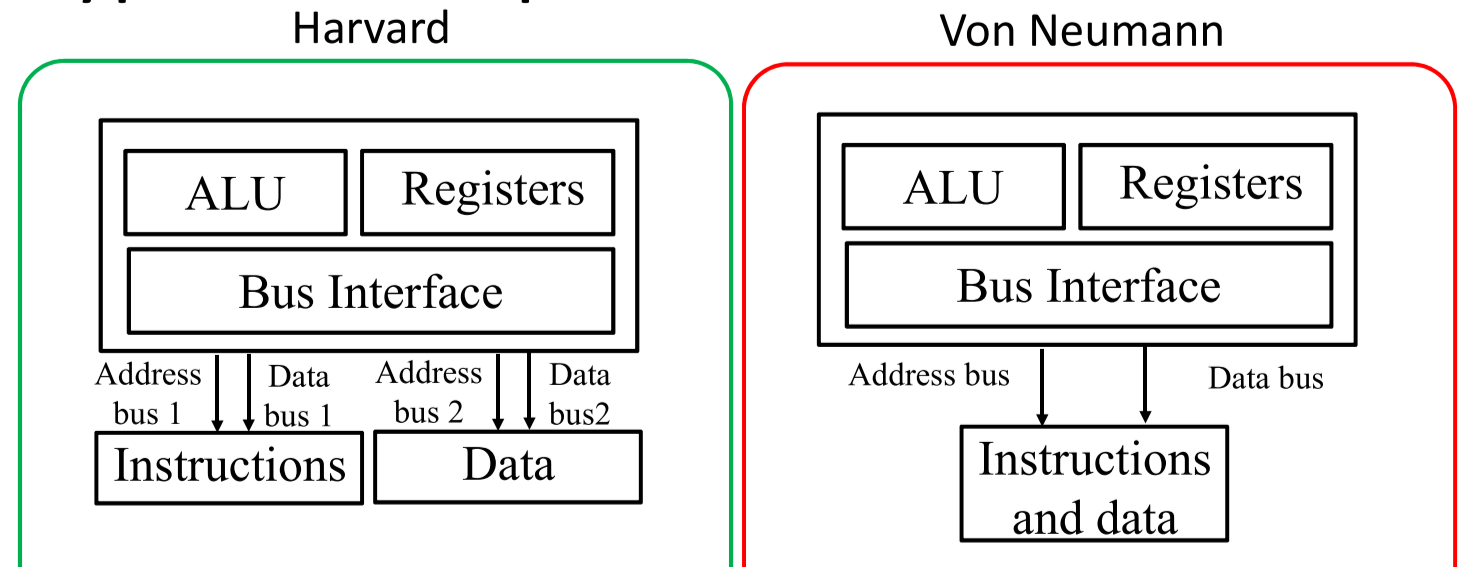 Harvard
ALU
Registers
Bus Interface
Address
bus 1
Data
bus 1
Address
bus 2
Data
bus2
Instructions
Data
Von Neumann
ALU
Registers
Bus Interface
Address bus
Data bus
Instructions
and data